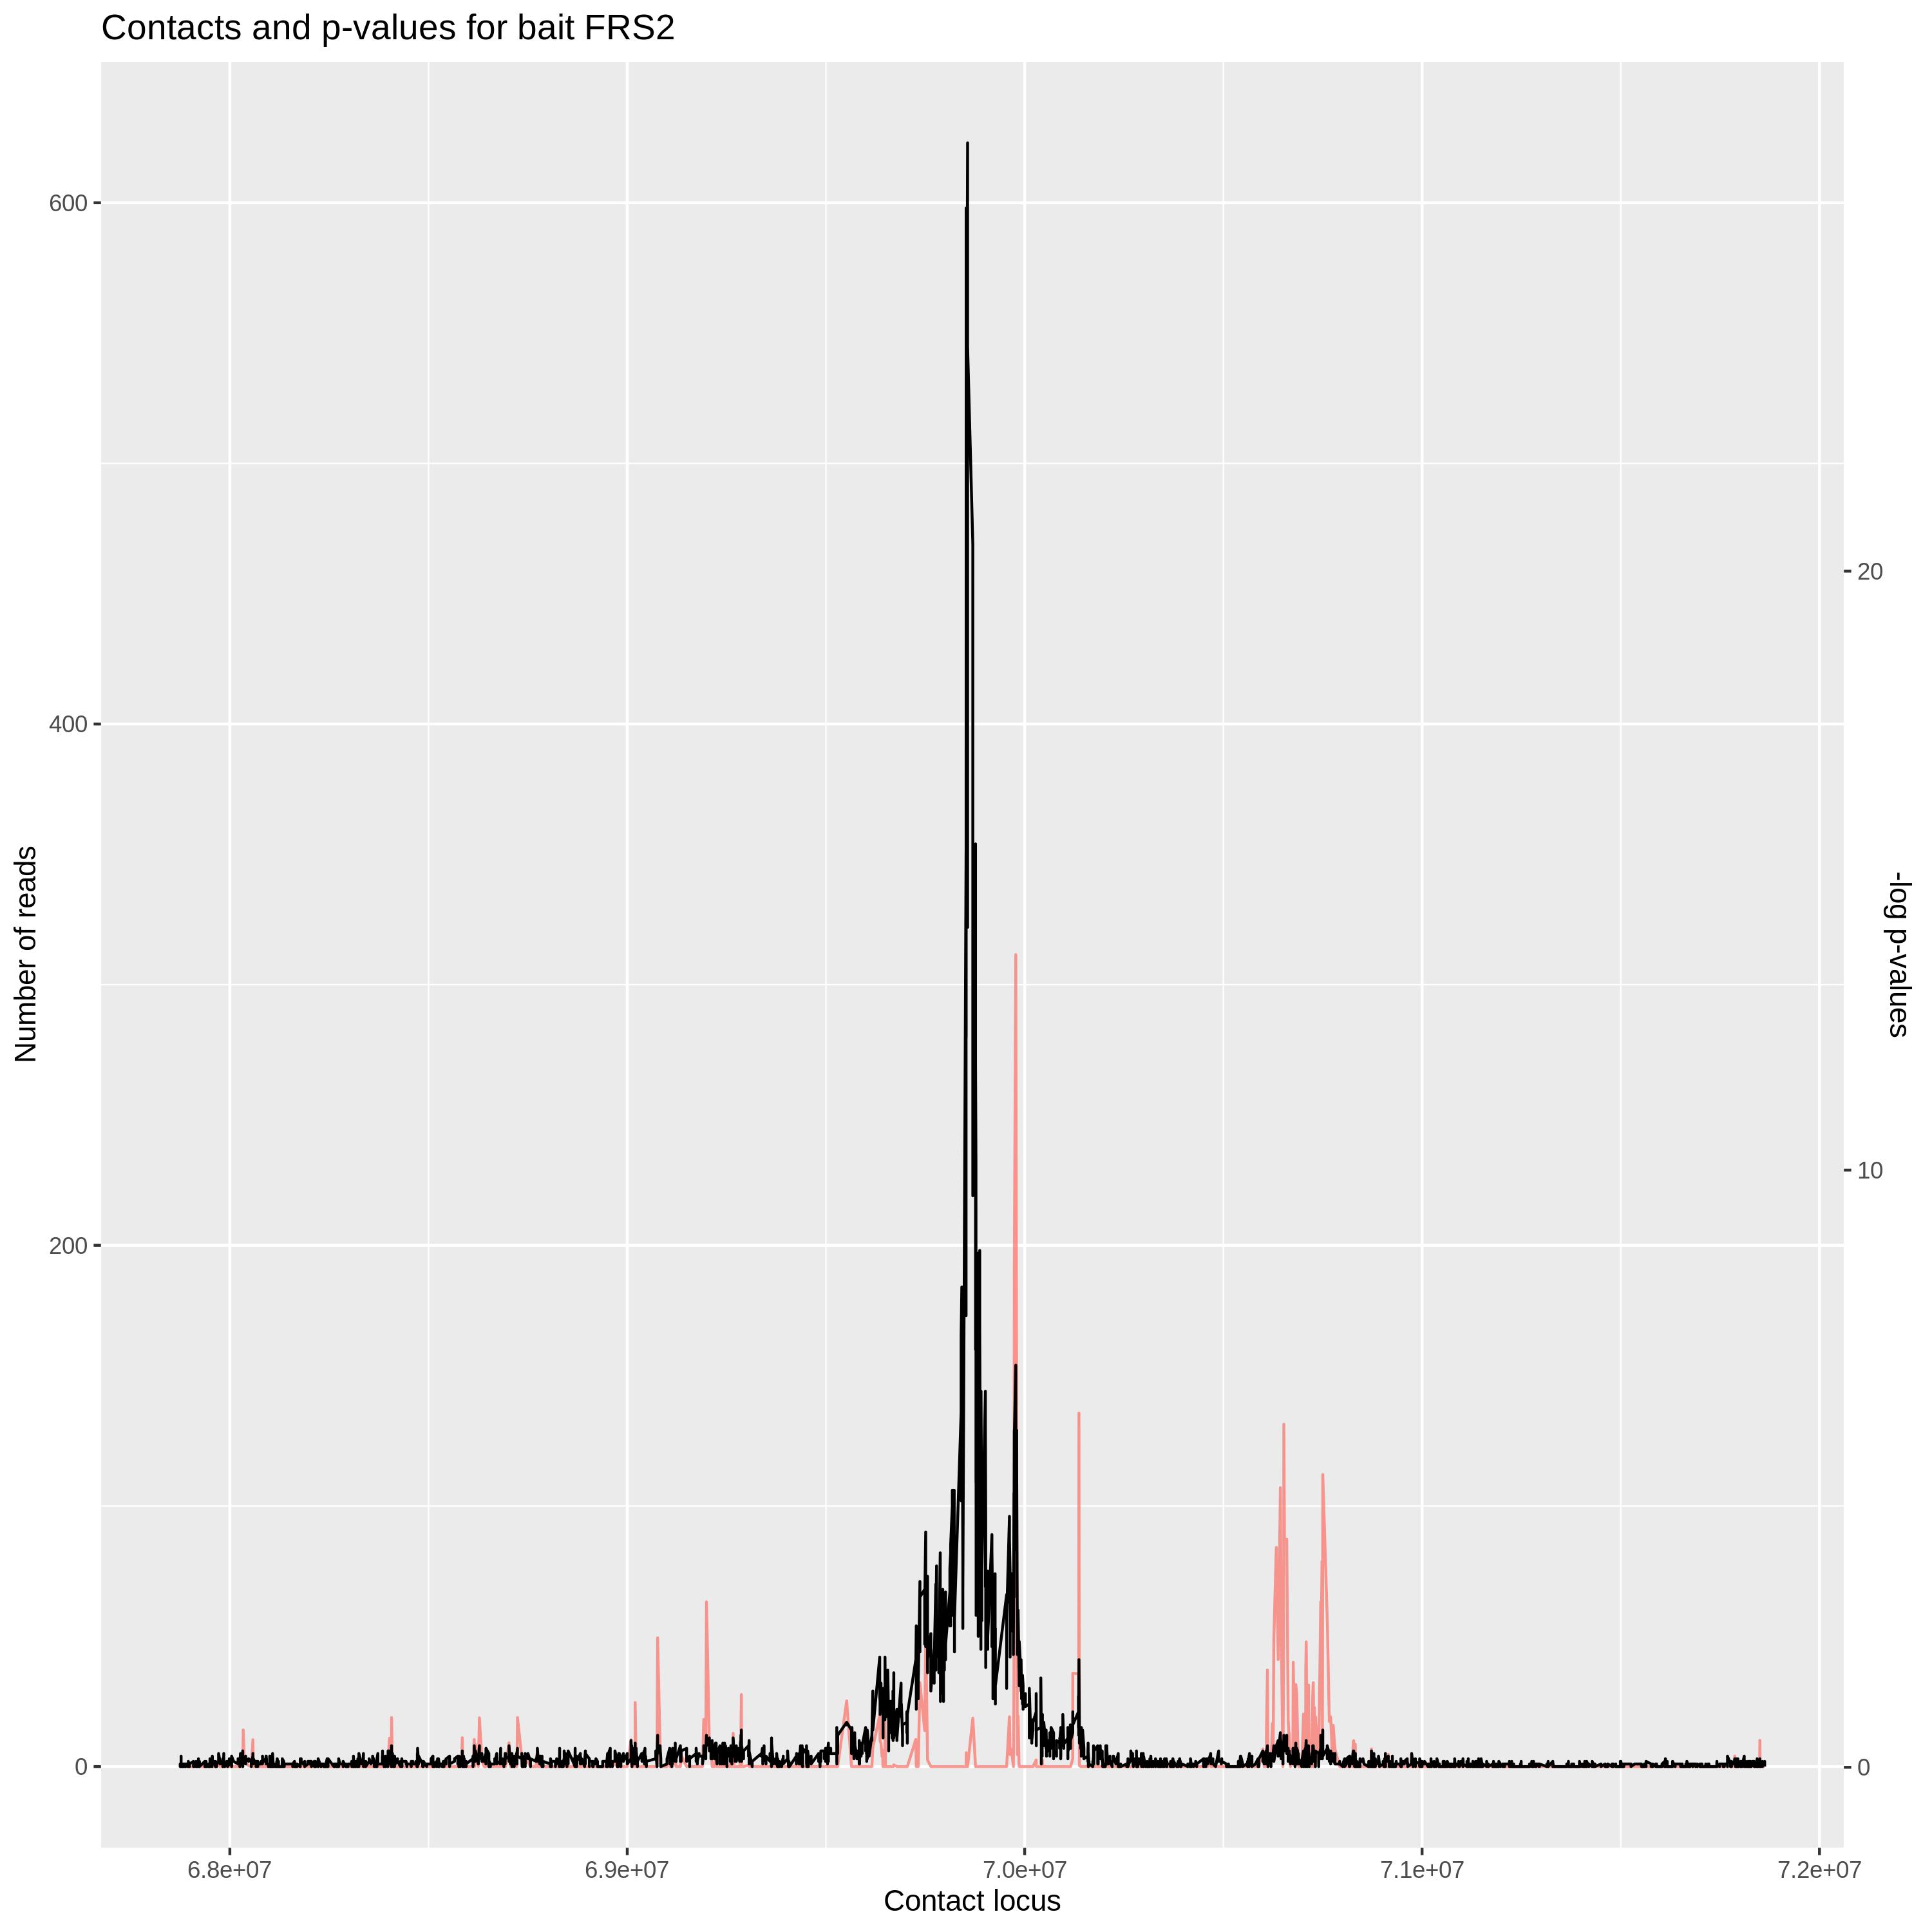 Contacts and p-values for bait FRS2
600
400
200
0
Number of reads
20
10
0
-log p-values
6.8e+07
6.9e+07
7.0e+07
7.1e+07
7.2e+07
Contact locus